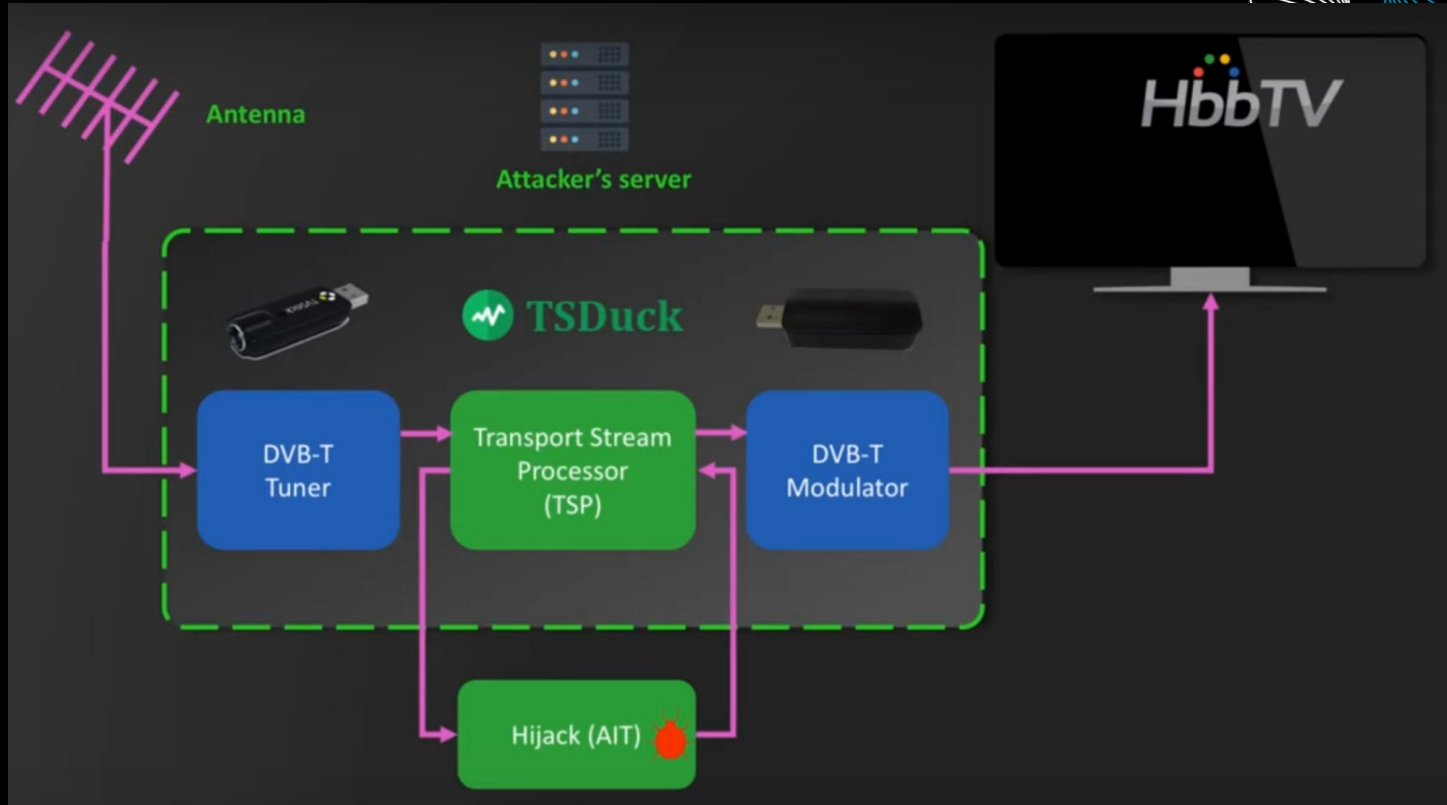 Antenna
Attacker's server
HbbTV
TSDuck
DVB-T
Tuner
Transport Stream
Processor
(TSP)
DVB-T
Modulator
Hijack (AIT)